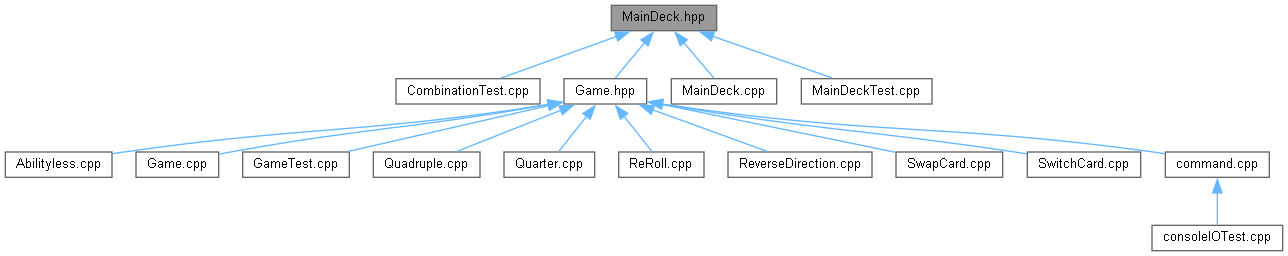 MainDeck.hpp
CombinationTest.cpp
Game.hpp
MainDeck.cpp
MainDeckTest.cpp
Abilityless.cpp
Game.cpp
GameTest.cpp
Quadruple.cpp
Quarter.cpp
ReRoll.cpp
ReverseDirection.cpp
SwapCard.cpp
SwitchCard.cpp
command.cpp
consoleIOTest.cpp